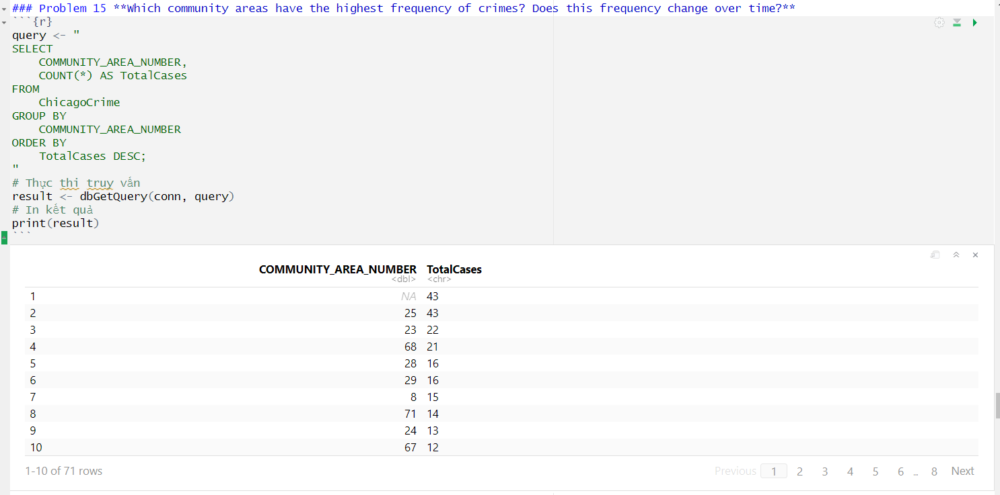 ### Problem 15 **Which community areas have the highest frequency of crimes? Does this frequency change over time?**
```{r}
query <- "
SELECT
    COMMUNITY_AREA_NUMBER,
    COUNT(*) AS TotalCases
FROM
    ChicagoCrime
GROUP BY
    COMMUNITY_AREA_NUMBER
ORDER BY
    TotalCases DESC;
"
# Thực thi truy vấn
result <- dbGetQuery(conn, query)
# In kết quả
print(result)
```
COMMUNITY_AREA_NUMBER TotalCases
<dbl> <chr>
1 NA 43
2 25 43
3 23 22
4 68 21
5 28 16
6 29 16
7 8 15
8 71 14
9 24 13
10 67 12
1-10 of 71 rows Previous 1 2 3 4 5 6 ... 8 Next